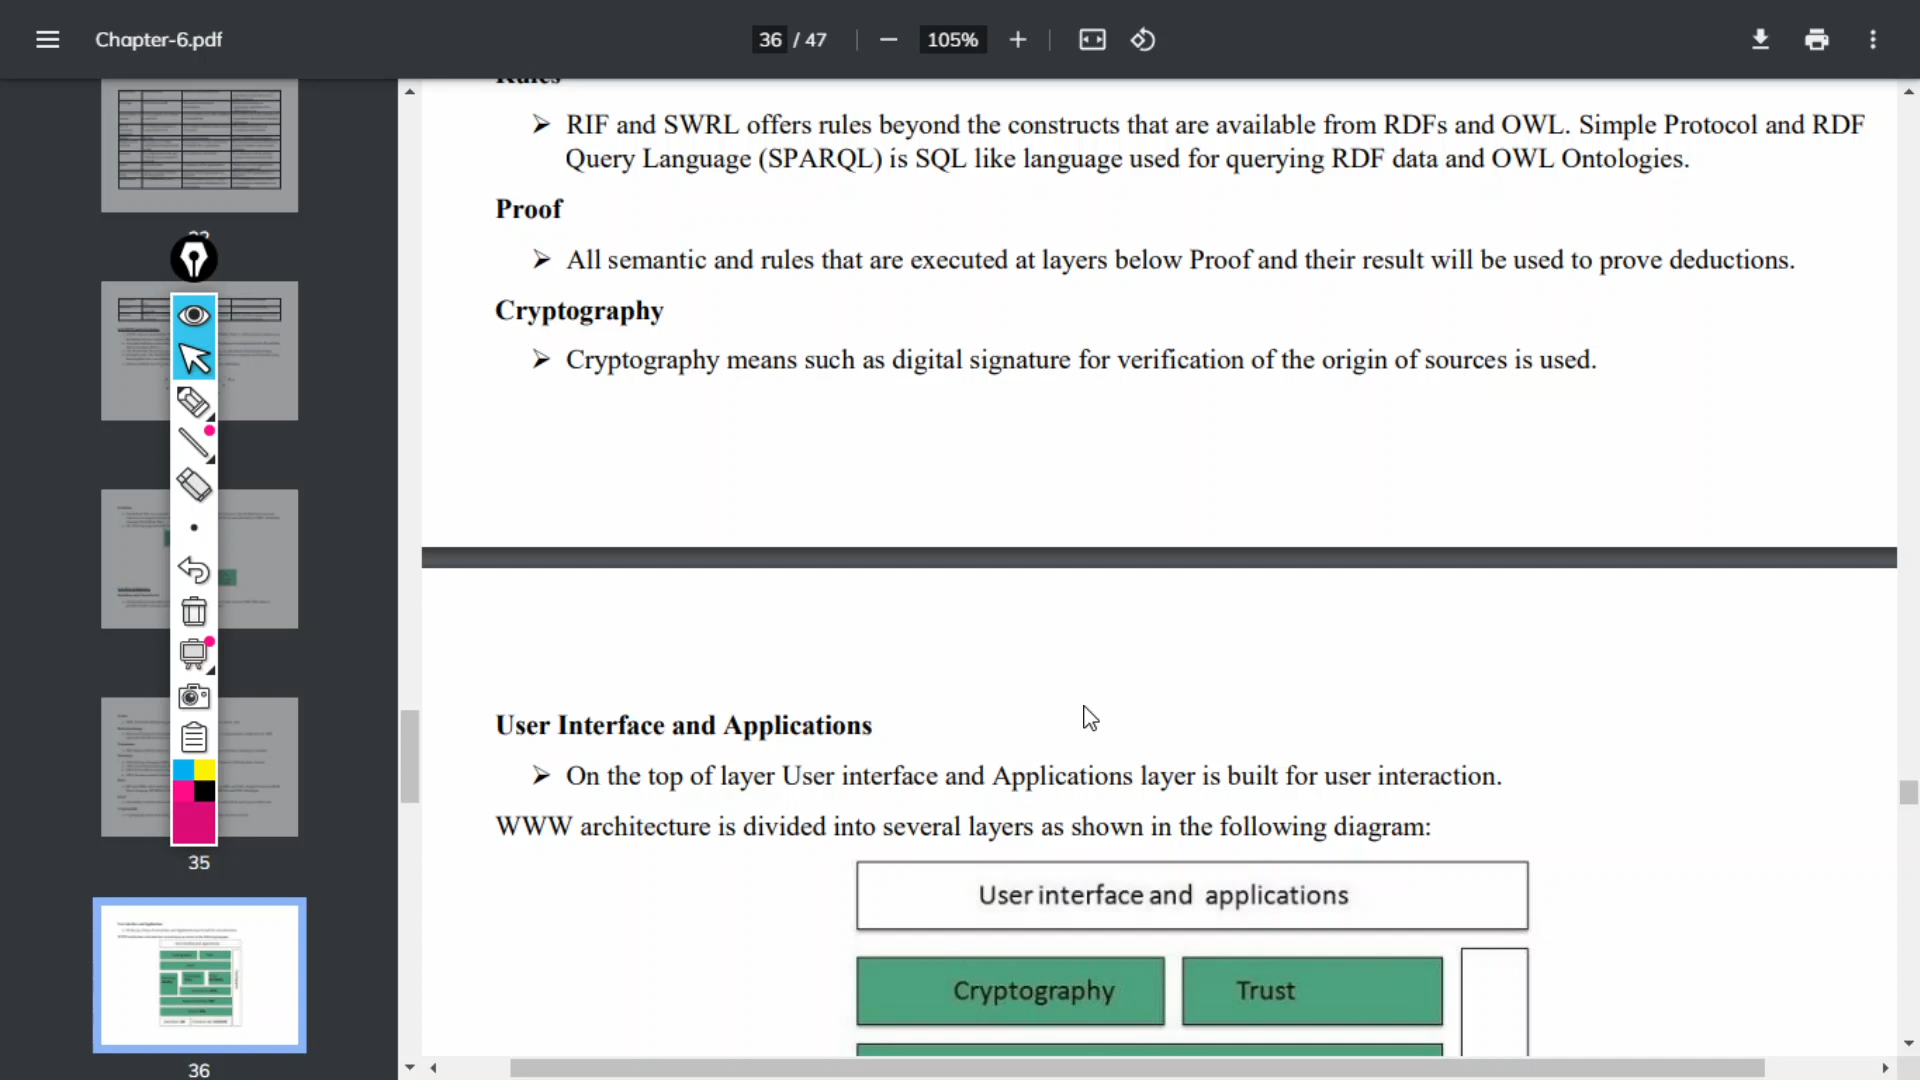 Chapter-6.pdf
36 / 47
105%
Rules
➢ RIF and SWRL offers rules beyond the constructs that are available from RDFs and OWL. Simple Protocol and RDF
Query Language (SPARQL) is SQL like language used for querying RDF data and OWL Ontologies.
Proof
➢ All semantic and rules that are executed at layers below Proof and their result will be used to prove deductions.
Cryptography
➢ Cryptography means such as digital signature for verification of the origin of sources is used.
User Interface and Applications
➢ On the top of layer User interface and Applications layer is built for user interaction.
WWW architecture is divided into several layers as shown in the following diagram:
User interface and applications
Cryptography
Trust
35
36